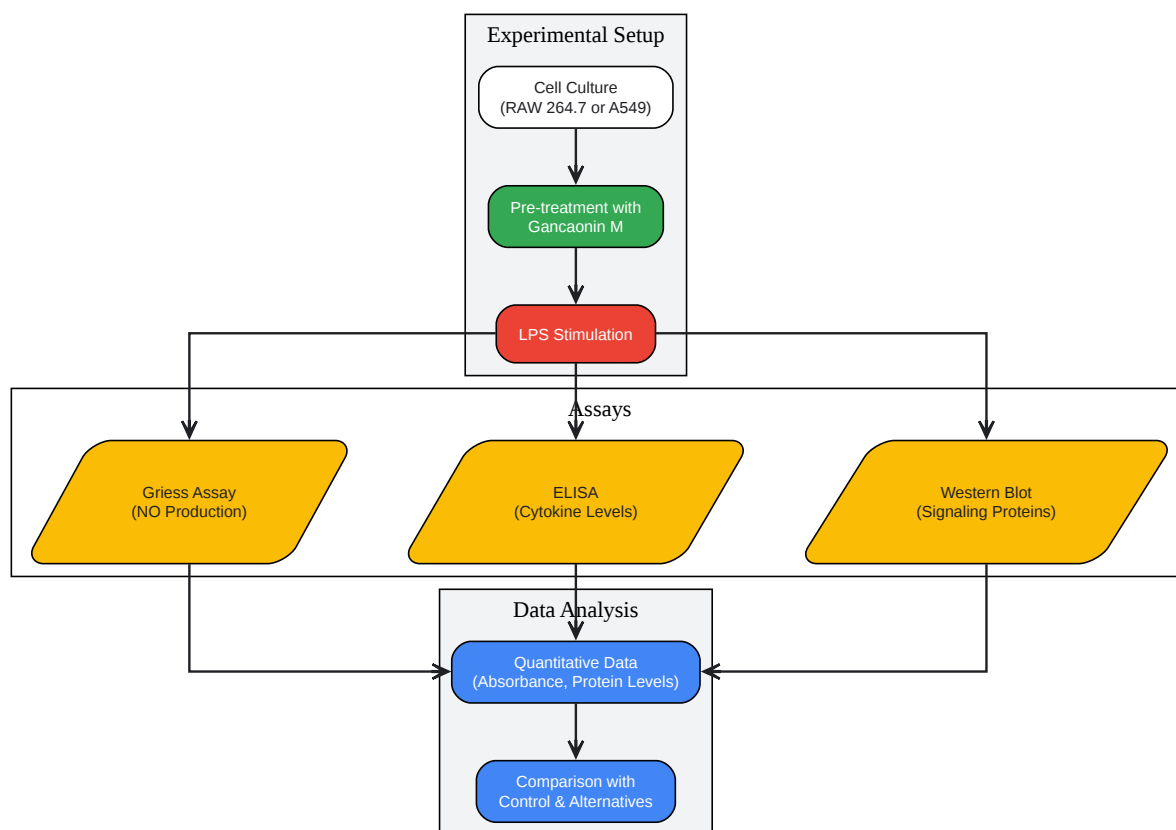 Experimental Setup
Cell Culture
(RAW 264.7 or A549)
Pre-treatment with
Gancaonin M
LPS Stimulation
Assays
Griess Assay
(NO Production)
ELISA
(Cytokine Levels)
Western Blot
(Signaling Proteins)
Data Analysis
Quantitative Data
(Absorbance, Protein Levels)
Comparison with
Control & Alternatives